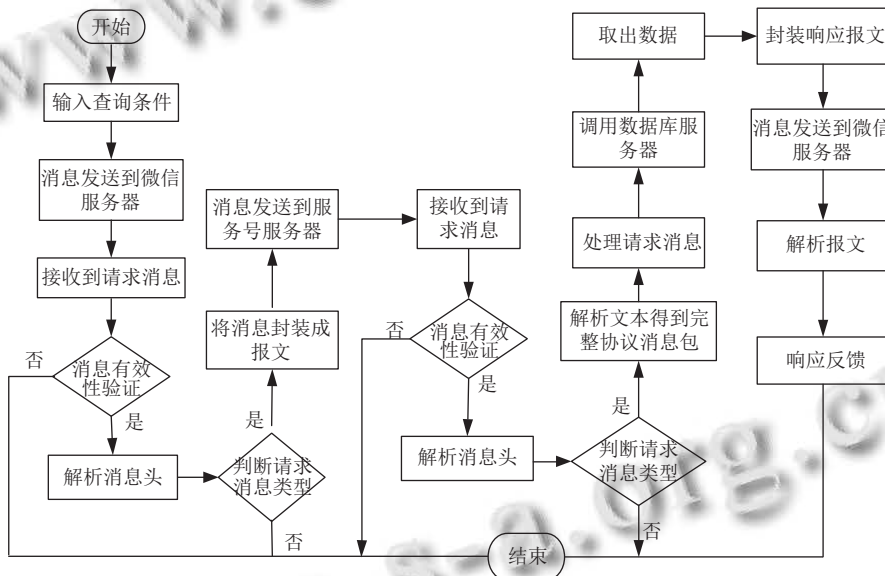 开始
输入查询条件
消息发送到微信
服务器
接收到请求消息
消息有效
性验证
否
是
解析消息头
判断请求
消息类型
是
否
将消息封装成
报文
消息发送到服
务号服务器
接收到请
求消息
消息有效
性验证
否
是
解析消息头
判断请求
消息类型
是
否
解析文本得到完
整协议消息包
处理请求消息
调用数据库服
务器
取出数据
封装响应报文
消息发送到微信
服务器
解析报文
响应反馈
结束
www.
s-a.org.c